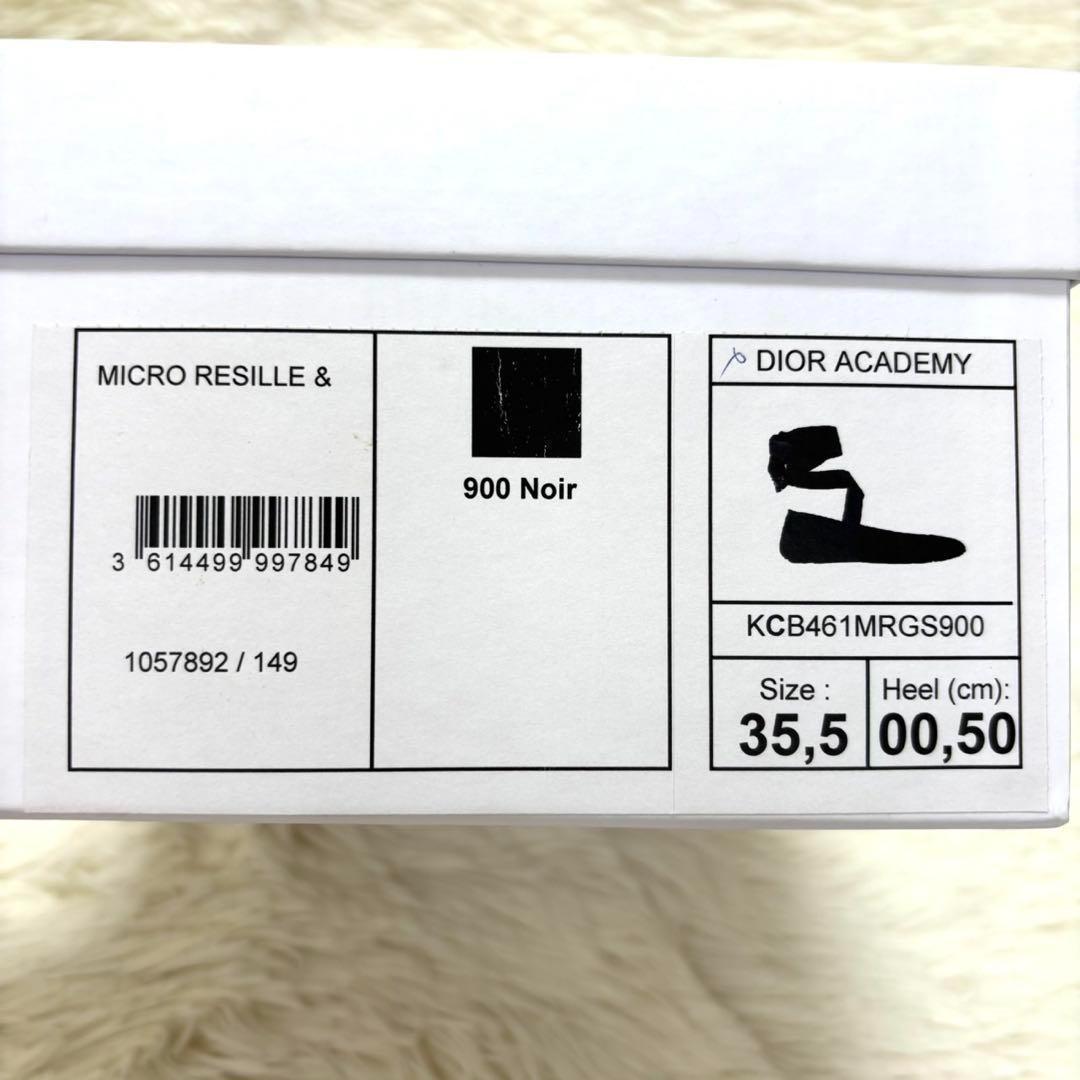 MICRO RESILLE &
3 614499 997849
1057892 / 149
900 Noir
DIOR ACADEMY
KCB461MRGS900
Size :
35,5
Heel (cm):
00,50